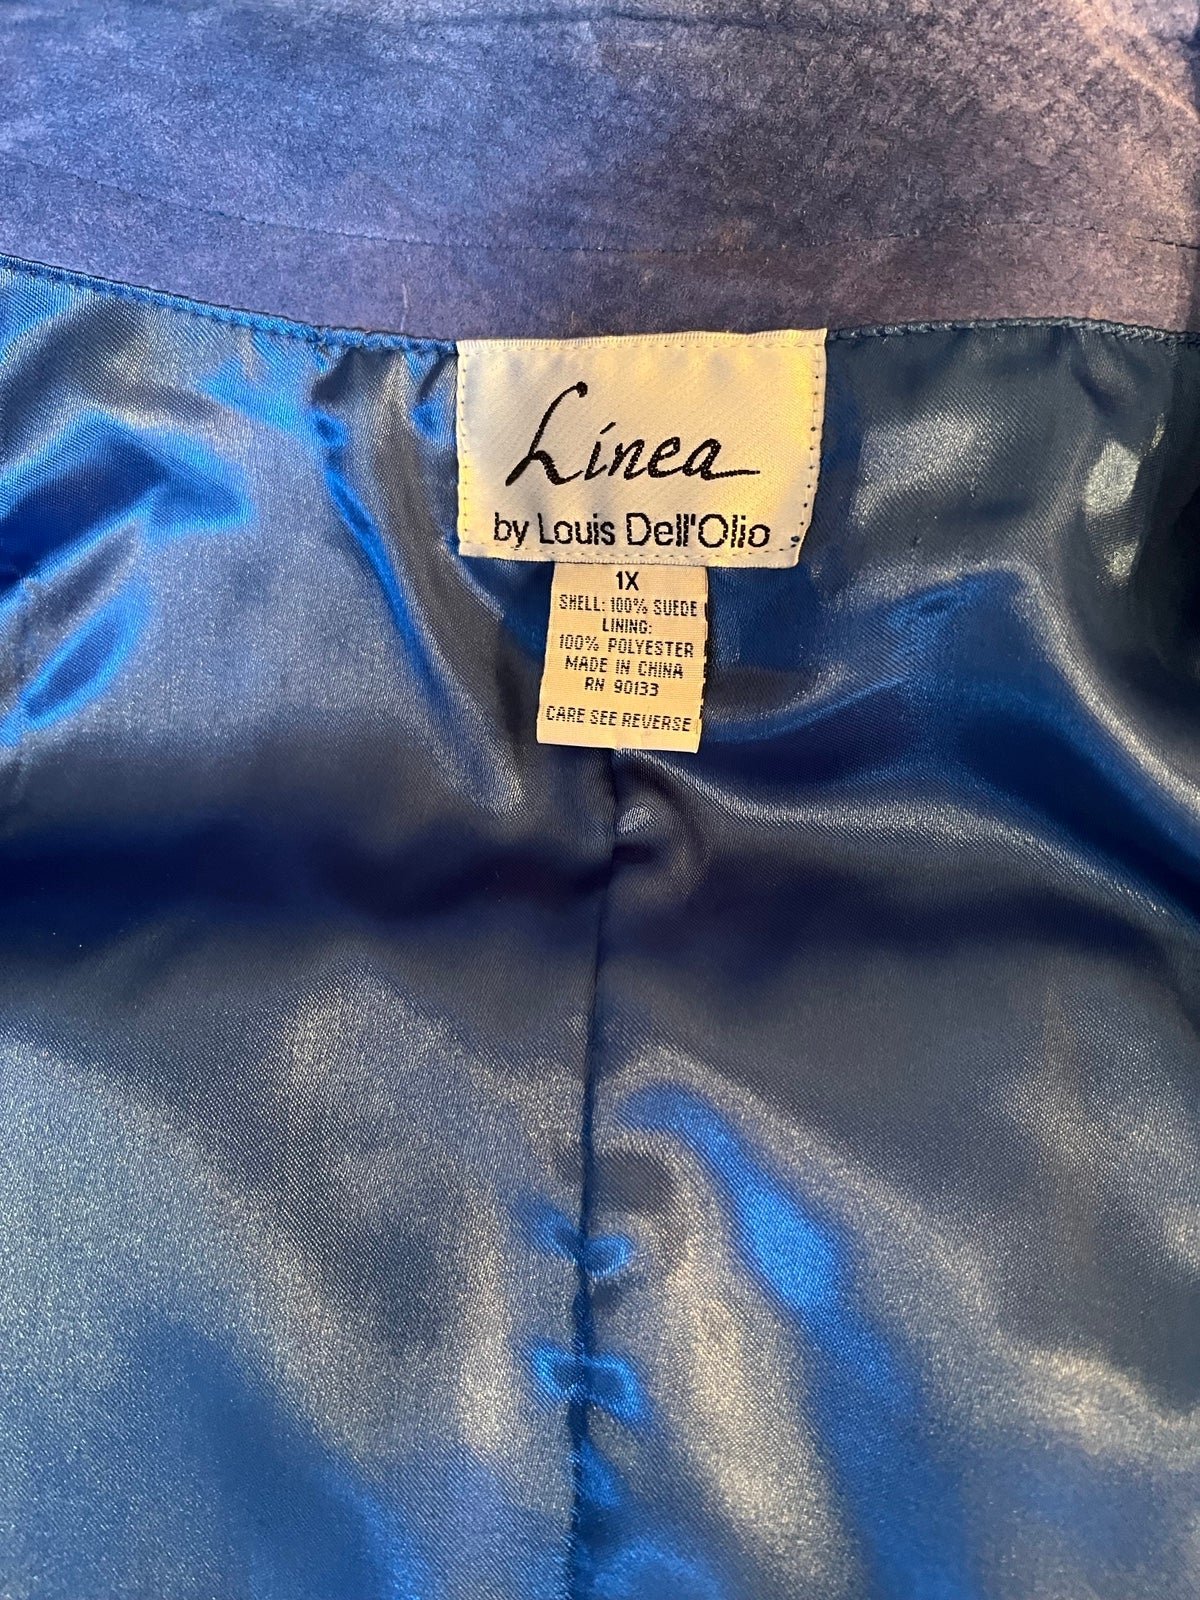 Linea
by Louis Dell'Olio
1X
SHELL: 100% SUEDE
LINING:
100% POLYESTER
MADE IN CHINA
RN 90133
CARE SEE REVERSE